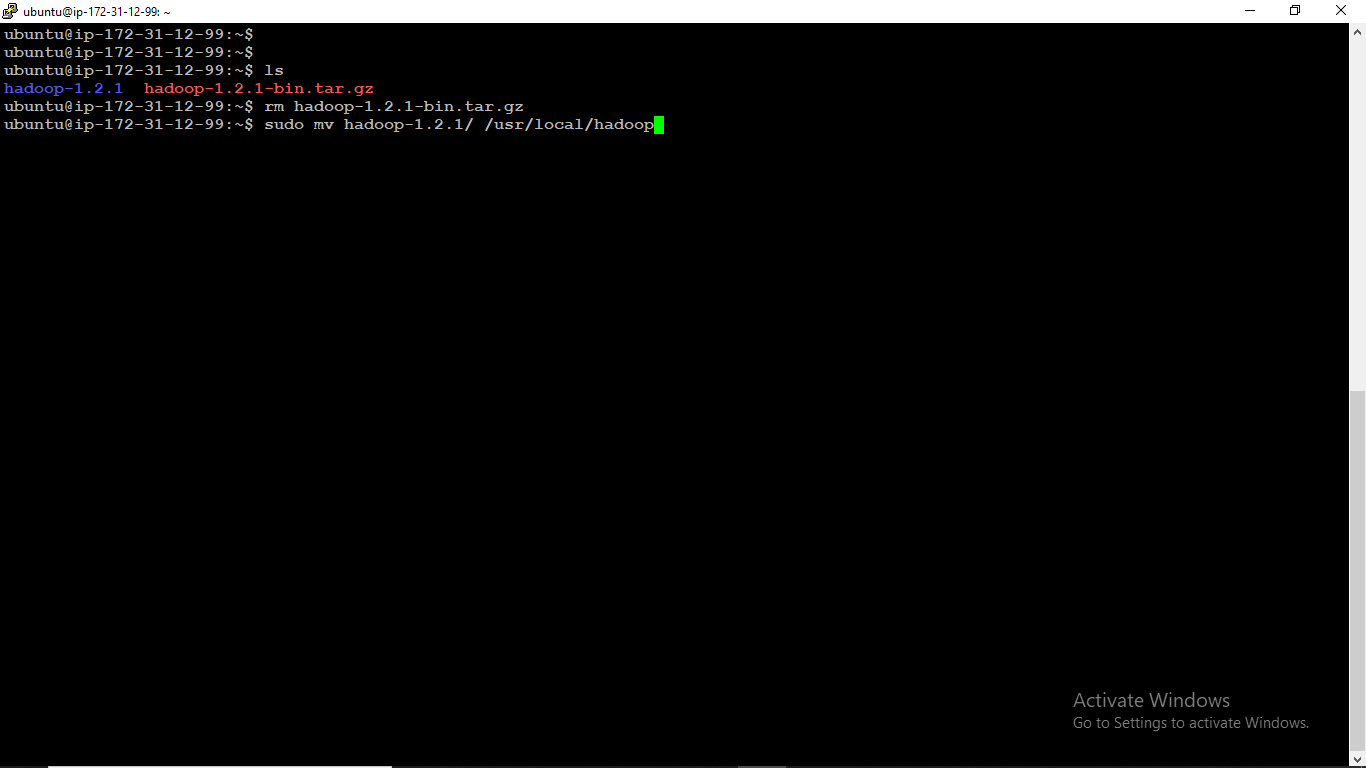 ubuntu@ip-172-31-12-99: ~
ubuntu@ip-172-31-12-99:~$
ubuntu@ip-172-31-12-99:~$
ubuntu@ip-172-31-12-99:~$ ls
hadoop-1.2.1  hadoop-1.2.1-bin.tar.gz
ubuntu@ip-172-31-12-99:~$ rm hadoop-1.2.1-bin.tar.gz
ubuntu@ip-172-31-12-99:~$ sudo mv hadoop-1.2.1/ /usr/local/hadoop
Activate Windows
Go to Settings to activate Windows.